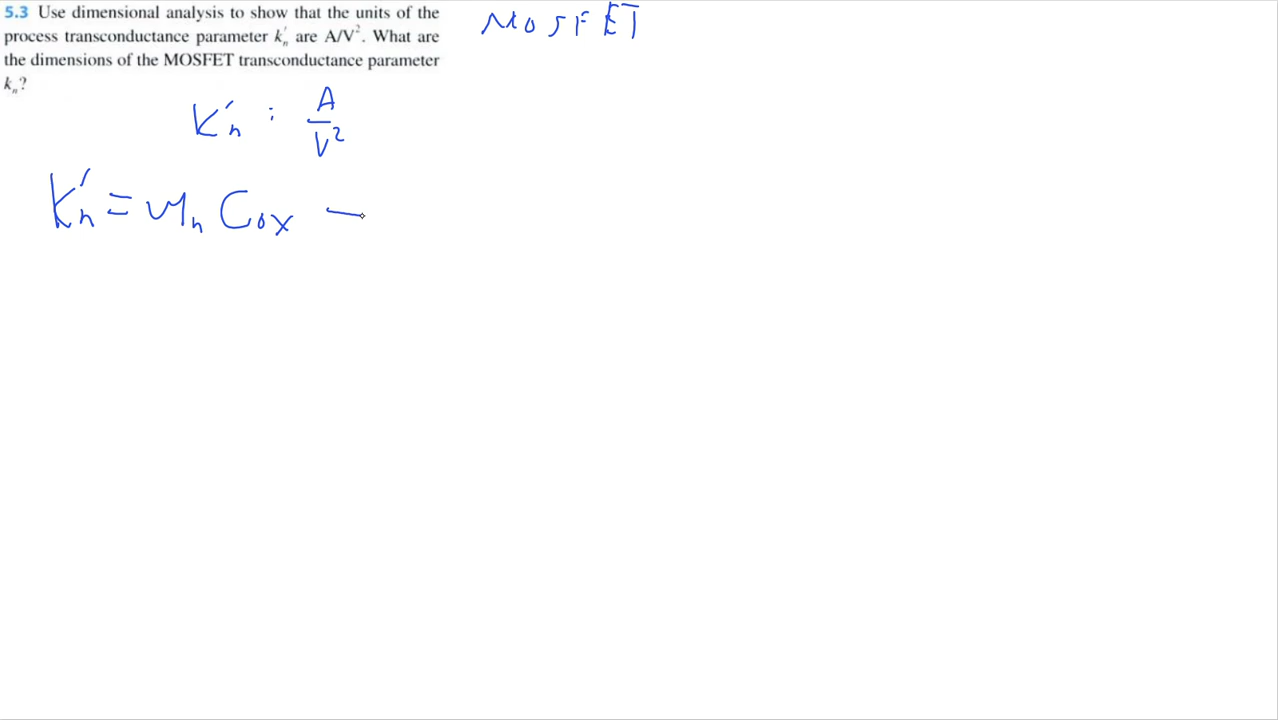 5.3 Use dimensional analysis to show that the units of the
process transconductance parameter k′ₙ are A/V². What are
the dimensions of the MOSFET transconductance parameter
kₙ?
MOSFET
K′n : A/V²
K′n = μn Cox —